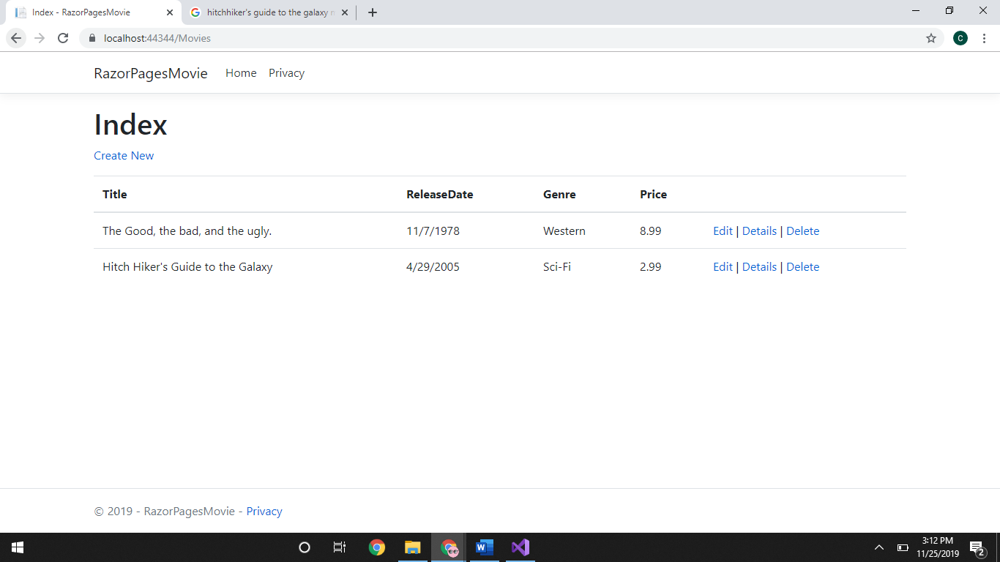 Index - RazorPagesMovie
hitchhiker's guide to the galaxy
localhost:44344/Movies
C
RazorPagesMovie Home Privacy
Index
Create New
Title ReleaseDate Genre Price
The Good, the bad, and the ugly. 11/7/1978 Western 8.99 Edit | Details | Delete
Hitch Hiker's Guide to the Galaxy 4/29/2005 Sci-Fi 2.99 Edit | Details | Delete
© 2019 - RazorPagesMovie - Privacy
W
3:12 PM
11/25/2019
2